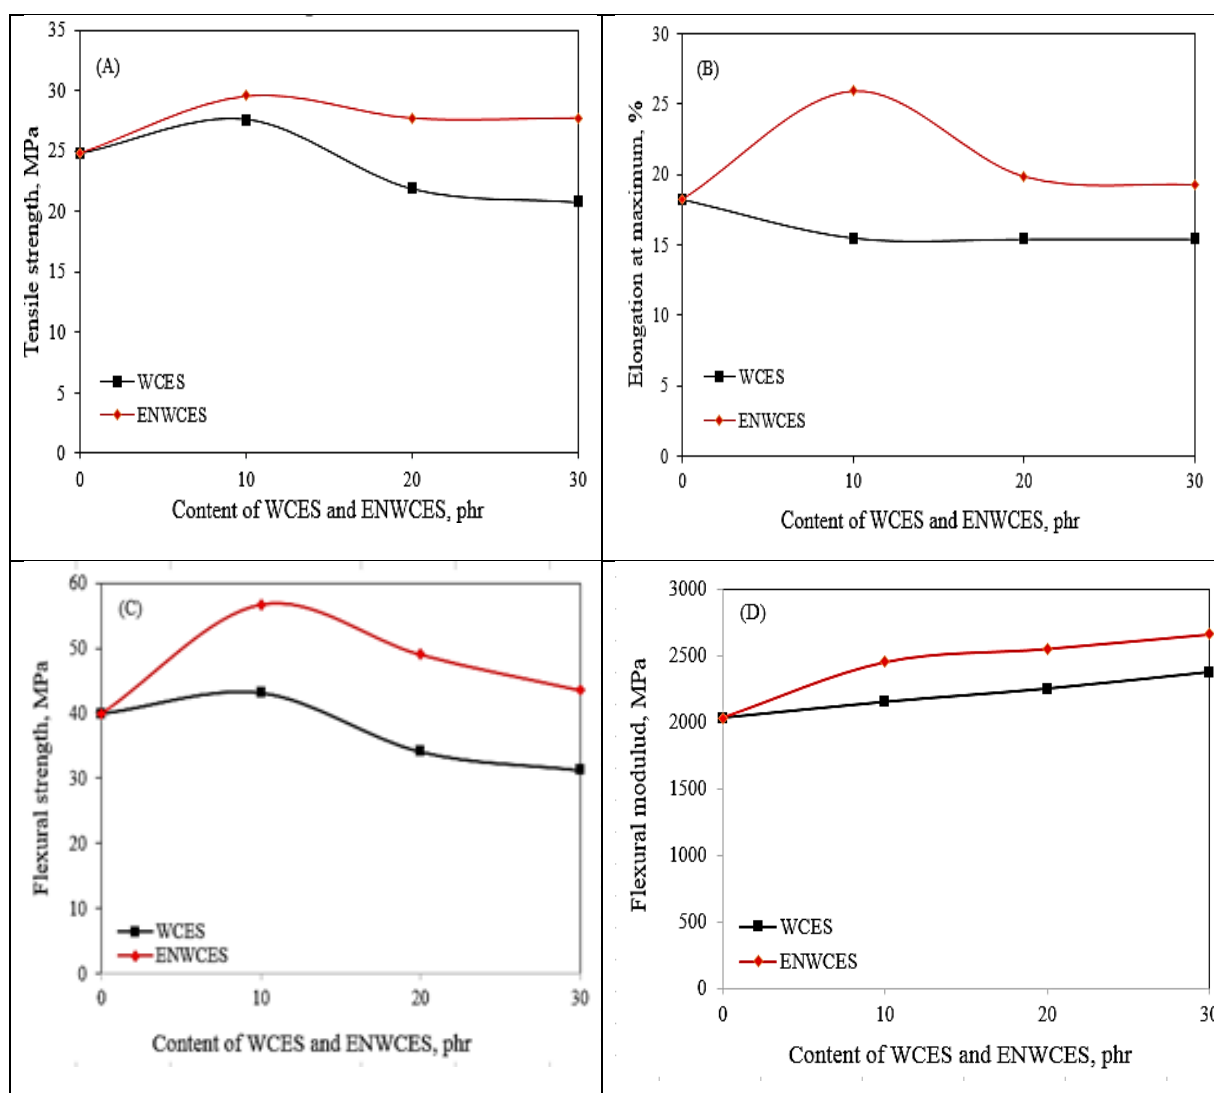 35
30
25
20
15
10
5
0
(A)
Tensile strength, MPa
WCES
ENWCES
0 10 20 30
Content of WCES and ENWCES, phr
30
25
20
15
10
5
0
(B)
Elongation at maximum, %
WCES
ENWCES
0 10 20 30
Content of WCES and ENWCES, phr
60
50
40
30
20
10
0
(C)
Flexural strength, MPa
WCES
ENWCES
0 10 20 30
Content of WCES and ENWCES, phr
3000
2500
2000
1500
1000
500
0
(D)
Flexural modulud, MPa
WCES
ENWCES
0 10 20 30
Content of WCES and ENWCES, phr